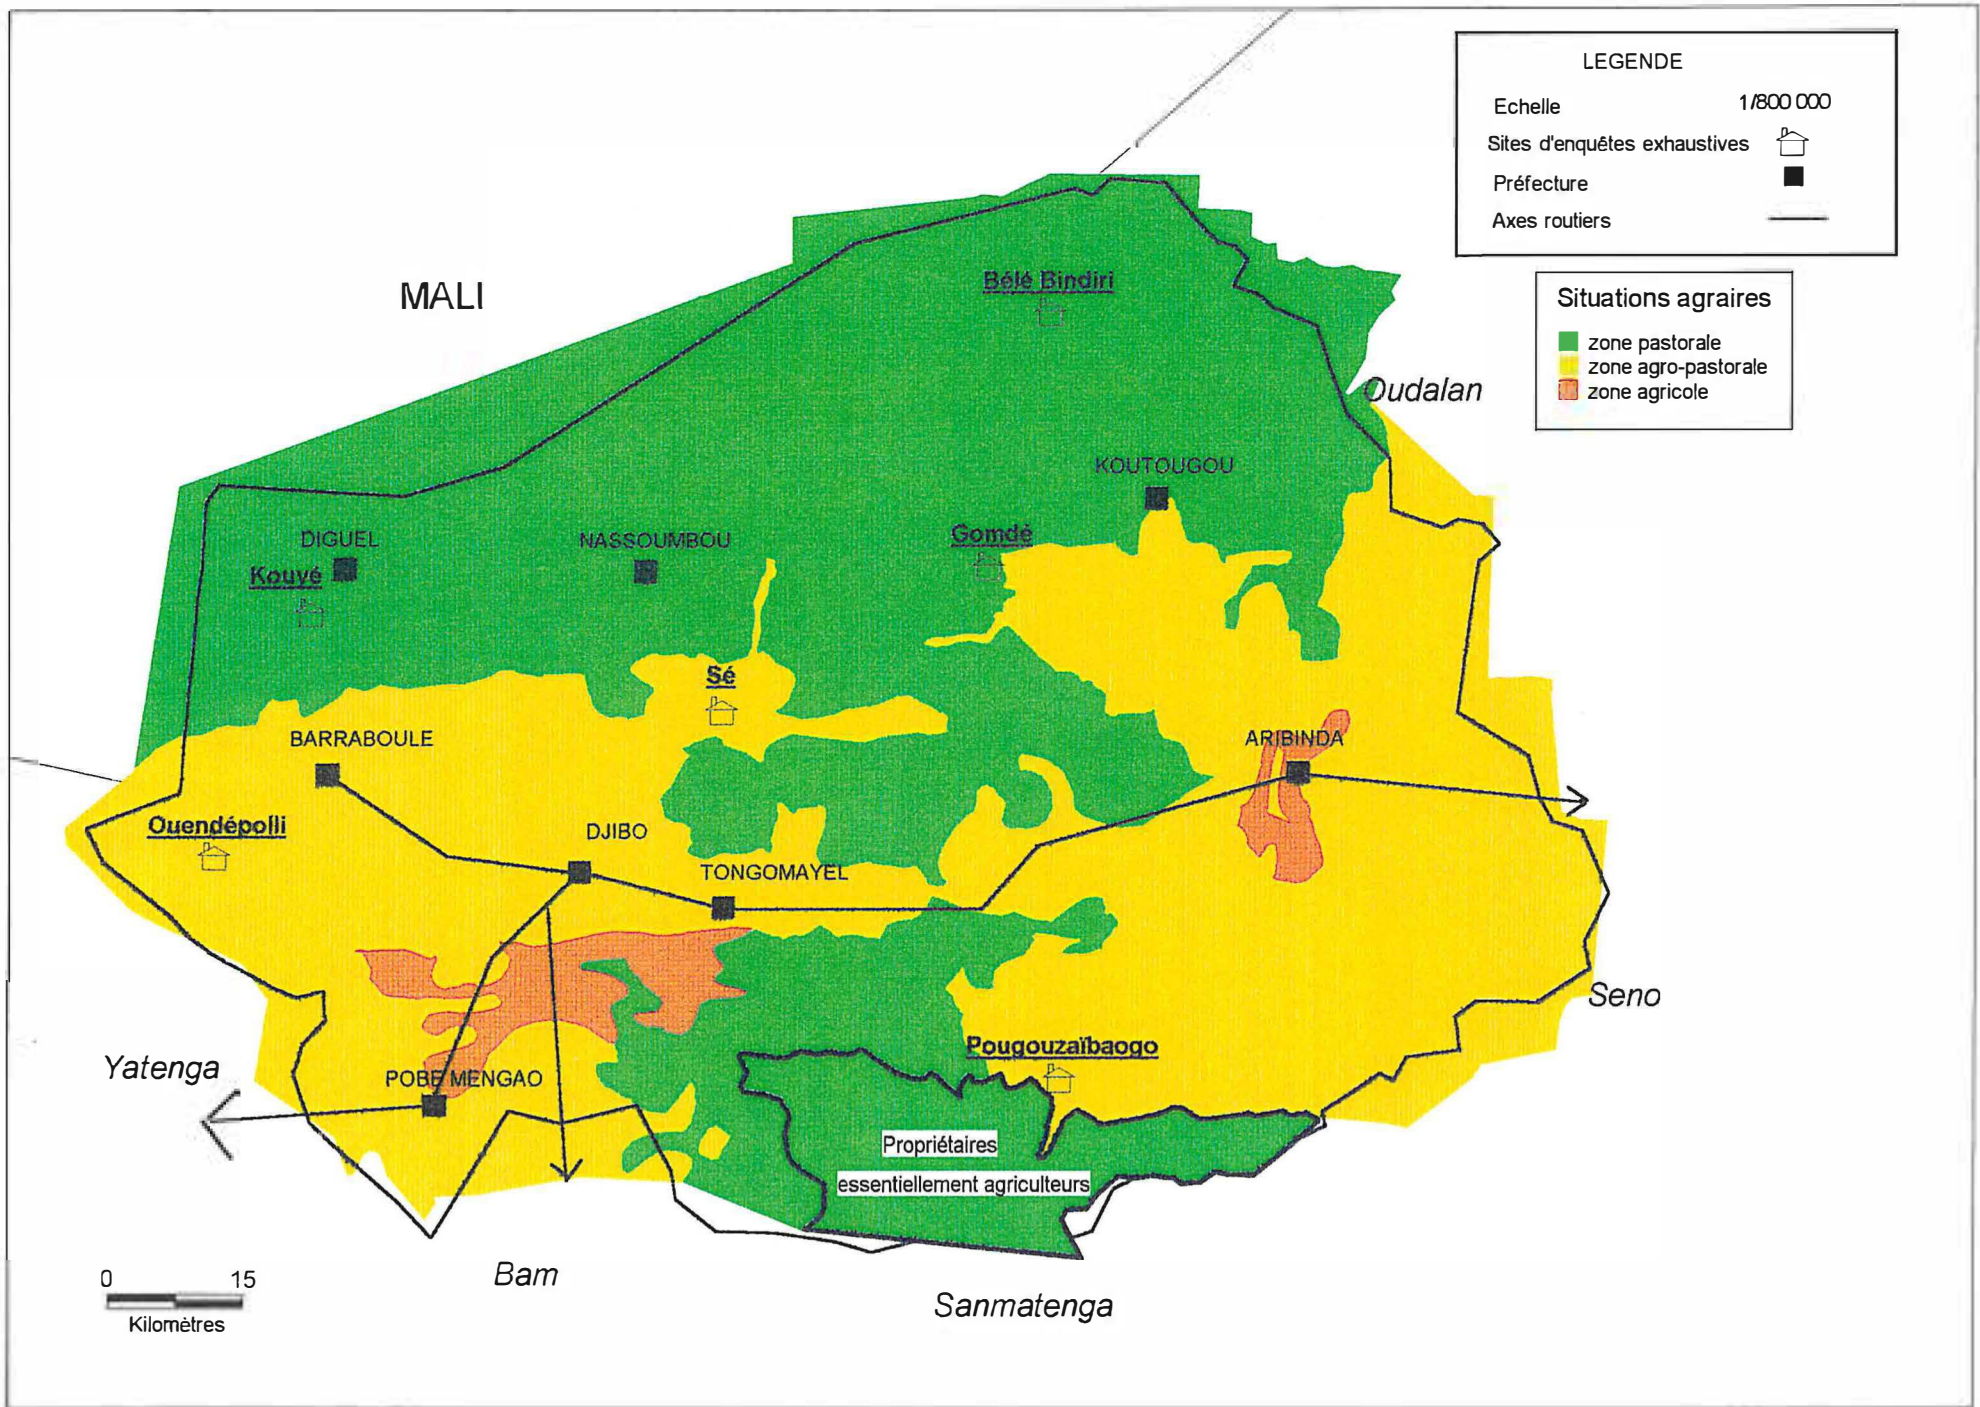 LEGENDE
Echelle 1/800 000
Sites d'enquêtes exhaustives
Préfecture
Axes routiers
Situations agraires
zone pastorale
zone agro-pastorale
zone agricole
MALI
Bélé Bindiri
Oudalan
KOUTOUGOU
DIGUEL
NASSOUMBOU
Gomdé
Kouyé
Sé
BARRABOULE
ARIBINDA
Ouendépolli
DJIBO
TONGOMAYEL
Seno
Pougouzaïbaogo
Yatenga
POBE MENGAO
Propriétaires
essentiellement agriculteurs
Bam
Sanmatenga
0 15
Kilomètres